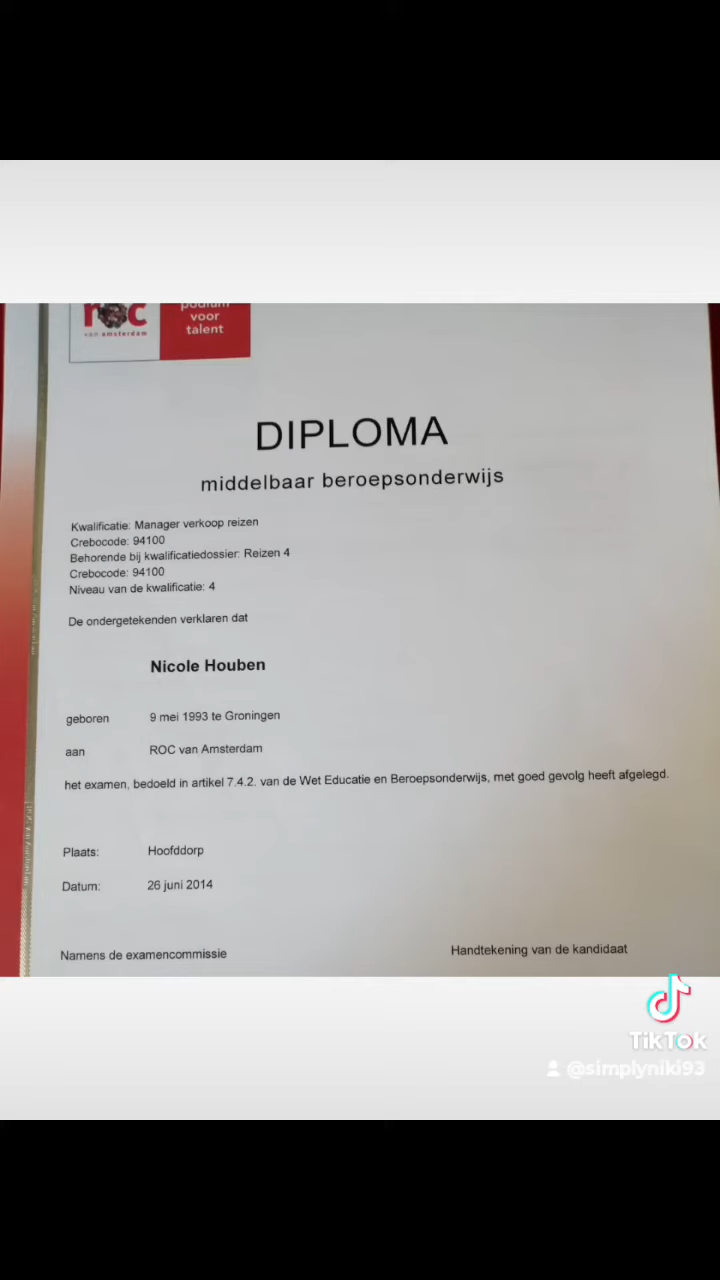 roc
van amsterdam
podium
voor
talent
DIPLOMA
middelbaar beroepsonderwijs
Kwalificatie: Manager verkoop reizen
Crebocode: 94100
Behorende bij kwalificatiedossier: Reizen 4
Crebocode: 94100
Niveau van de kwalificatie: 4
De ondergetekenden verklaren dat
Nicole Houben
geboren 9 mei 1993 te Groningen
aan ROC van Amsterdam
het examen, bedoeld in artikel 7.4.2. van de Wet Educatie en Beroepsonderwijs, met goed gevolg heeft afgelegd.
Plaats: Hoofddorp
Datum: 26 juni 2014
Namens de examencommissie Handtekening van de kandidaat
TikTok
@simplyniki93